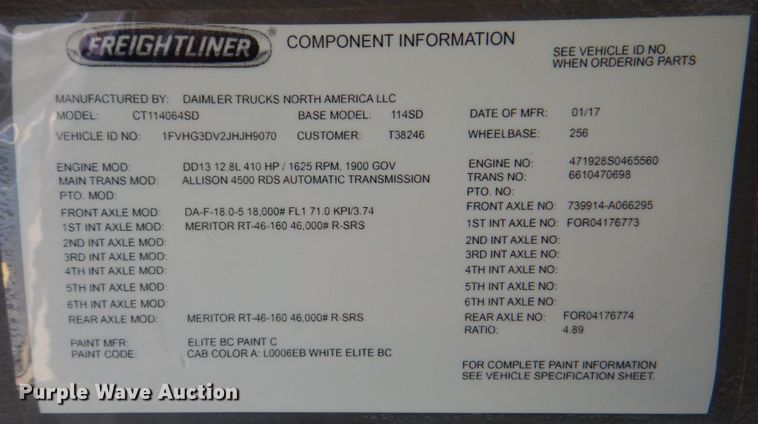 FREIGHTLINER®
COMPONENT INFORMATION
SEE VEHICLE ID NO.
WHEN ORDERING PARTS
MANUFACTURED BY: DAIMLER TRUCKS NORTH AMERICA LLC
MODEL: CT114064SD BASE MODEL: 114SD DATE OF MFR: 01/17
VEHICLE ID NO: 1FVHG3DV2JHJH9070 CUSTOMER: T38246 WHEELBASE: 256
ENGINE MOD: DD13 12.8L 410 HP / 1625 RPM, 1900 GOV ENGINE NO: 471928S0465560
MAIN TRANS MOD: ALLISON 4500 RDS AUTOMATIC TRANSMISSION TRANS NO: 6610470698
PTO. MOD: PTO. NO:
FRONT AXLE MOD: DA-F-18.0-5 18,000# FL1 71.0 KPI/3.74 FRONT AXLE NO: 739914-A066295
1ST INT AXLE MOD: MERITOR RT-46-160 46,000# R-SRS 1ST INT AXLE NO: FOR04176773
2ND INT AXLE MOD: 2ND INT AXLE NO:
3RD INT AXLE MOD: 3RD INT AXLE NO:
4TH INT AXLE MOD: 4TH INT AXLE NO:
5TH INT AXLE MOD: 5TH INT AXLE NO:
6TH INT AXLE MOD: 6TH INT AXLE NO:
REAR AXLE MOD: MERITOR RT-46-160 46,000# R-SRS REAR AXLE NO: FOR04176774
RATIO: 4.89
PAINT MFR: ELITE BC PAINT C
PAINT CODE: CAB COLOR A: L0006EB WHITE ELITE BC
FOR COMPLETE PAINT INFORMATION
SEE VEHICLE SPECIFICATION SHEET.
Purple Wave Auction